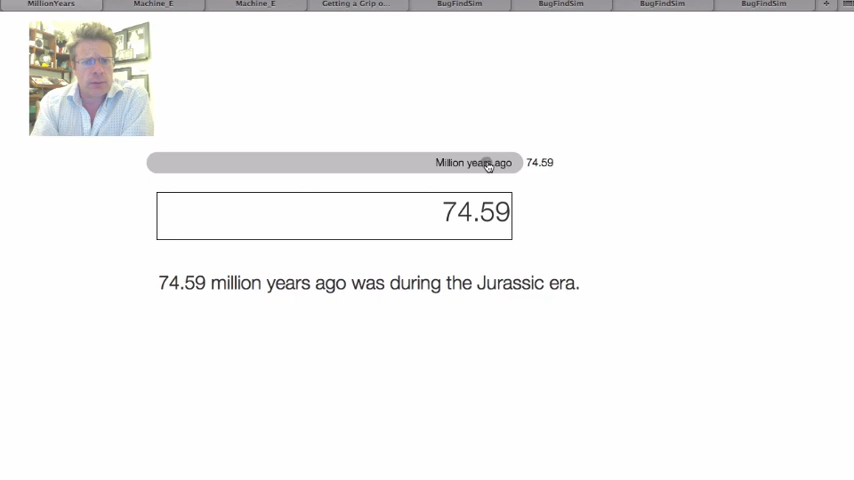 MillionYears Machine_E Machine_E Getting a Grip o... BugFindSim BugFindSim BugFindSim BugFindSim +
Million years ago 74.59
74.59
74.59 million years ago was during the Jurassic era.